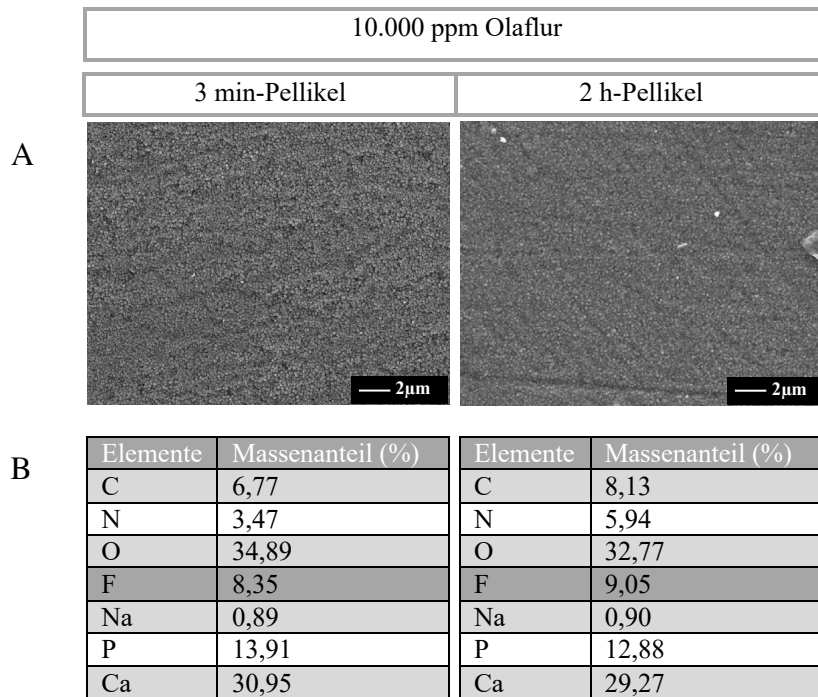 10.000 ppm Olaflur
3 min-Pellikel 2 h-Pellikel
A
2µm 2µm
B
Elemente Massenanteil (%) Elemente Massenanteil (%)
C 6,77 C 8,13
N 3,47 N 5,94
O 34,89 O 32,77
F 8,35 F 9,05
Na 0,89 Na 0,90
P 13,91 P 12,88
Ca 30,95 Ca 29,27